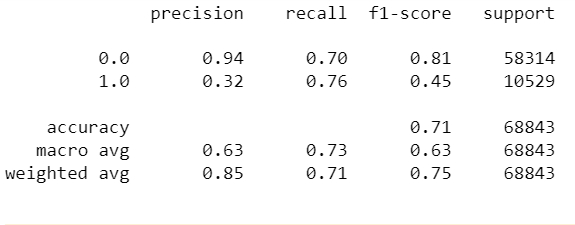 precision recall f1-score support
0.0 0.94 0.70 0.81 58314
1.0 0.32 0.76 0.45 10529
accuracy 0.71 68843
macro avg 0.63 0.73 0.63 68843
weighted avg 0.85 0.71 0.75 68843